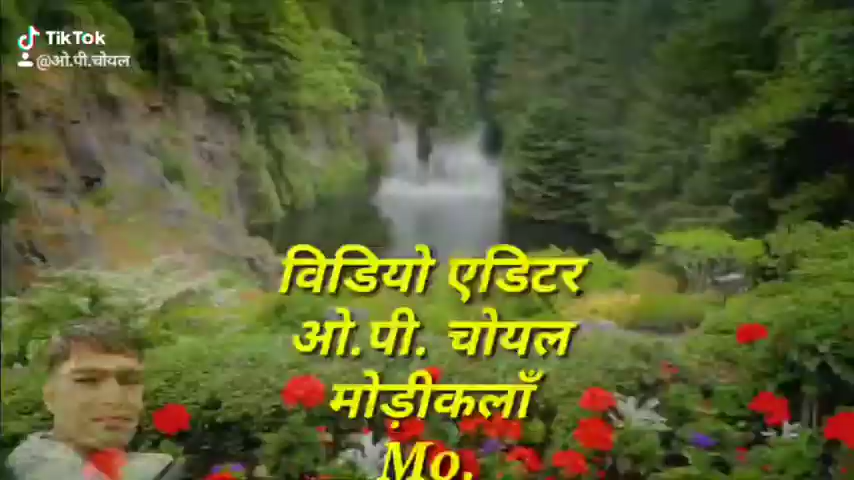 TikTok
@ओ.पी.चोयल
विडियो एडिटर
ओ.पी. चोयल
मोड़ीकलाँ
Mo.